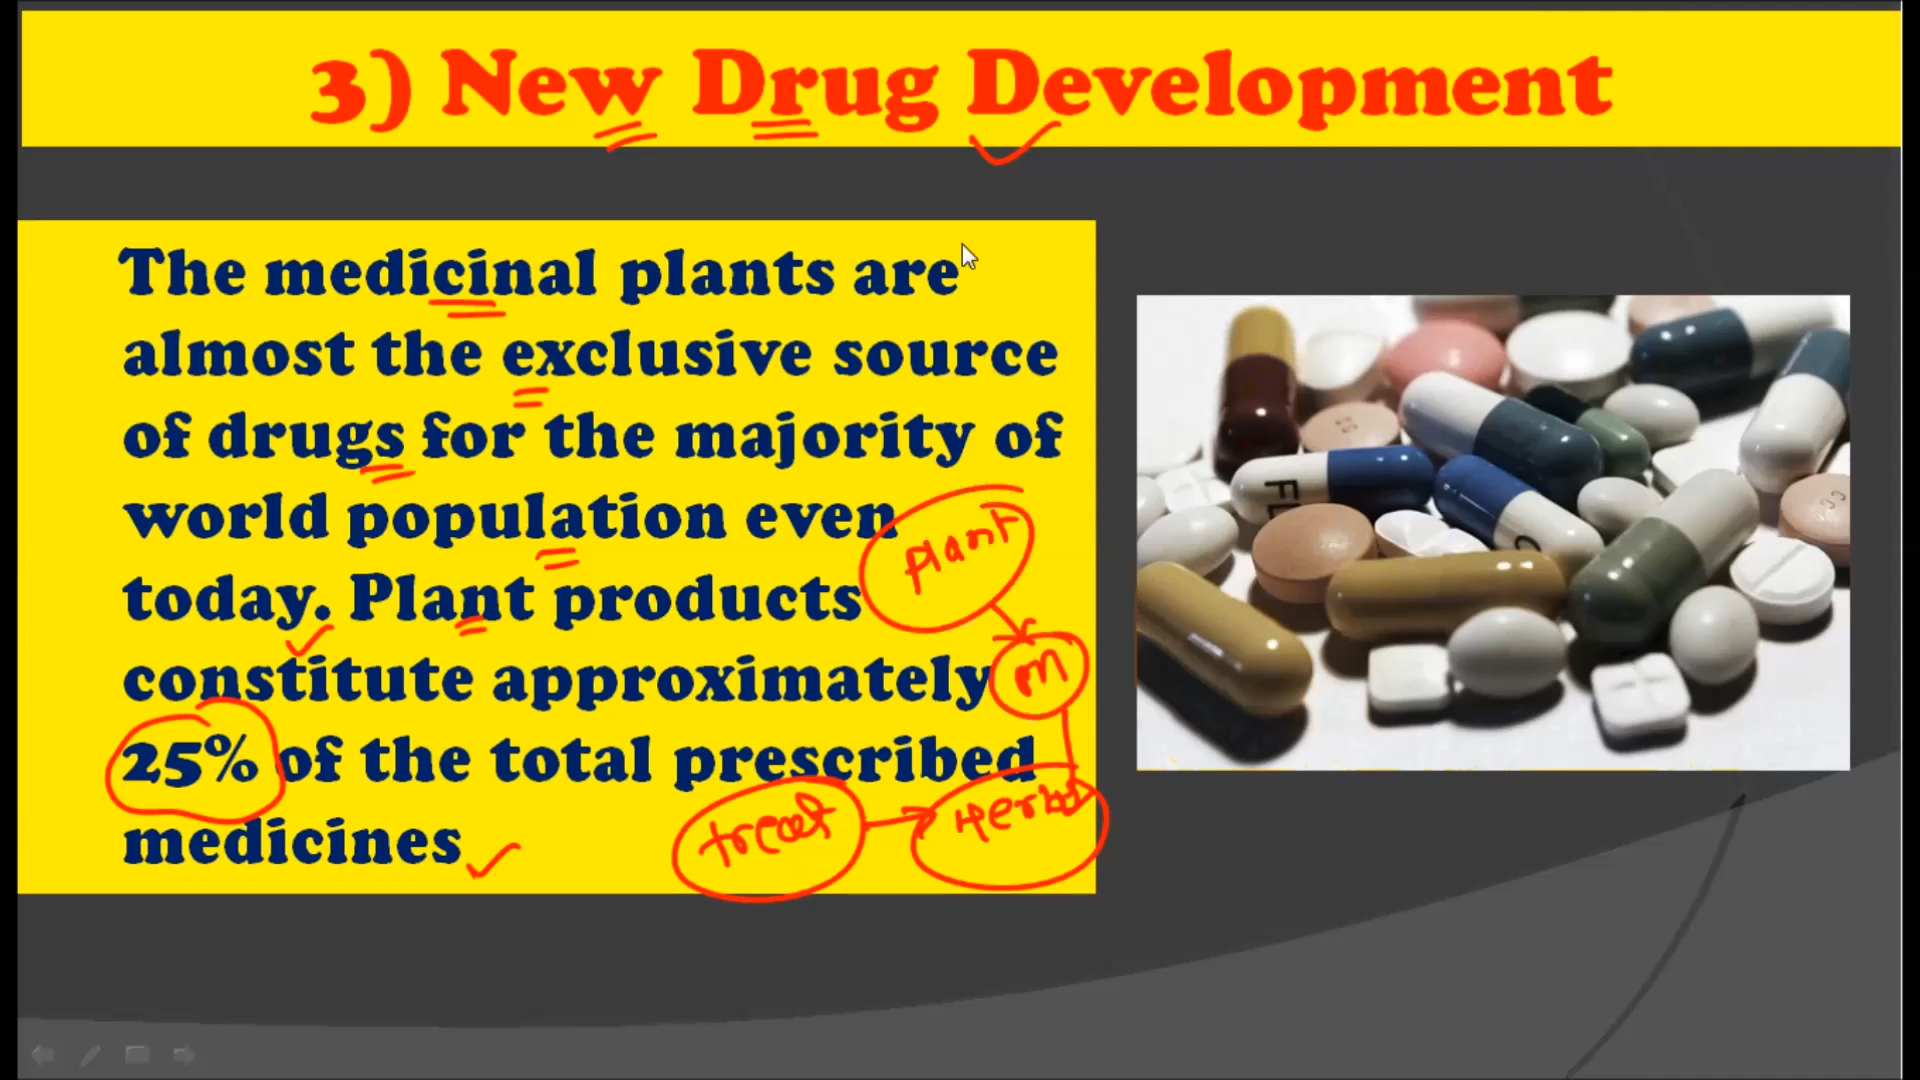 3) New Drug Development
The medicinal plants are
almost the exclusive source
of drugs for the majority of
world population even
today. Plant products
constitute approximately
25% of the total prescribed
medicines
plant
m
treat
Herbal